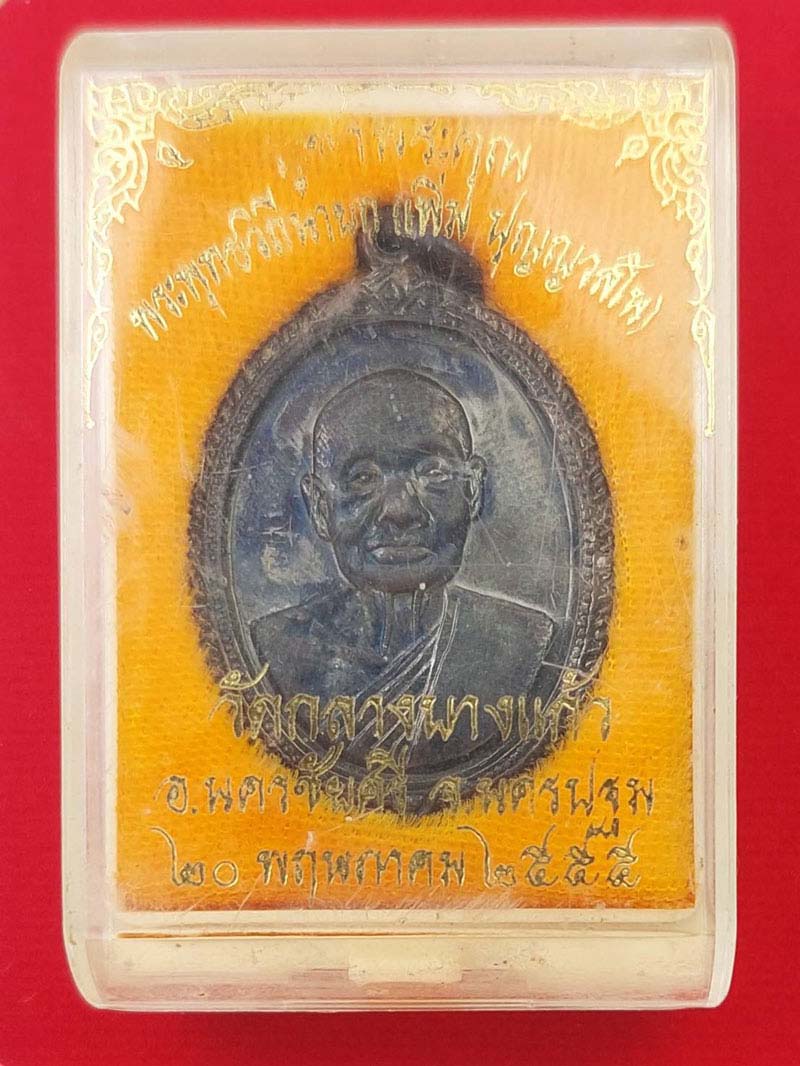 พระคุณ
พระพุทธวิถีนายก (เพิ่ม ปุญญวสโน)
วัดกลางบางแก้ว
อ.นครชัยศรี จ.นครปฐม
๒๐ พฤษภาคม ๒๕๕๕